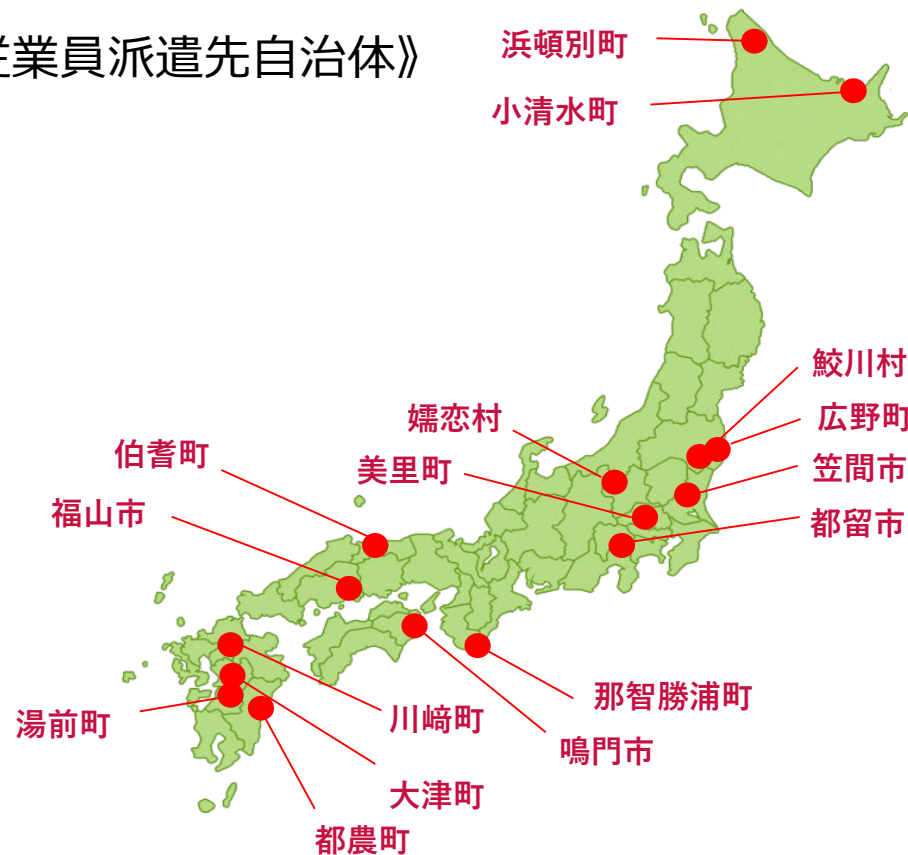 業員派遣先自治体》
浜頓別町
小清水町
鮫川村
広野町
嬬恋村
笠間市
伯耆町
美里町
福山市
都留市
那智勝浦町
湯前町
川﨑町
鳴門市
大津町
都農町